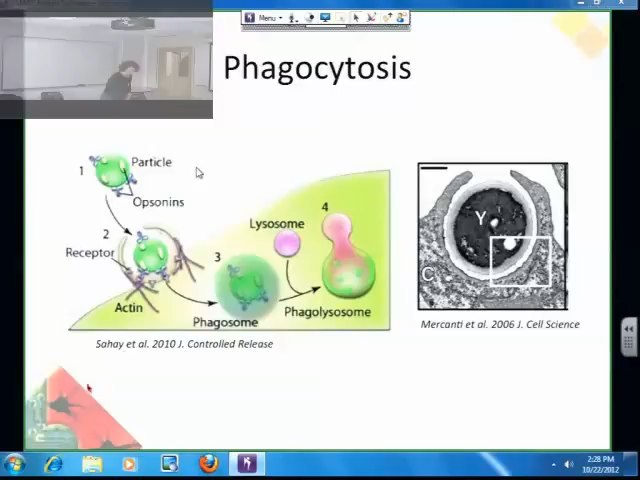 Menu
Phagocytosis
1
Particle
Opsonins
2
Receptor
Actin
3
Phagosome
Lysosome
4
Phagolysosome
Y
C
Sahay et al. 2010 J. Controlled Release
Mercanti et al. 2006 J. Cell Science
2:28 PM
10/22/2012